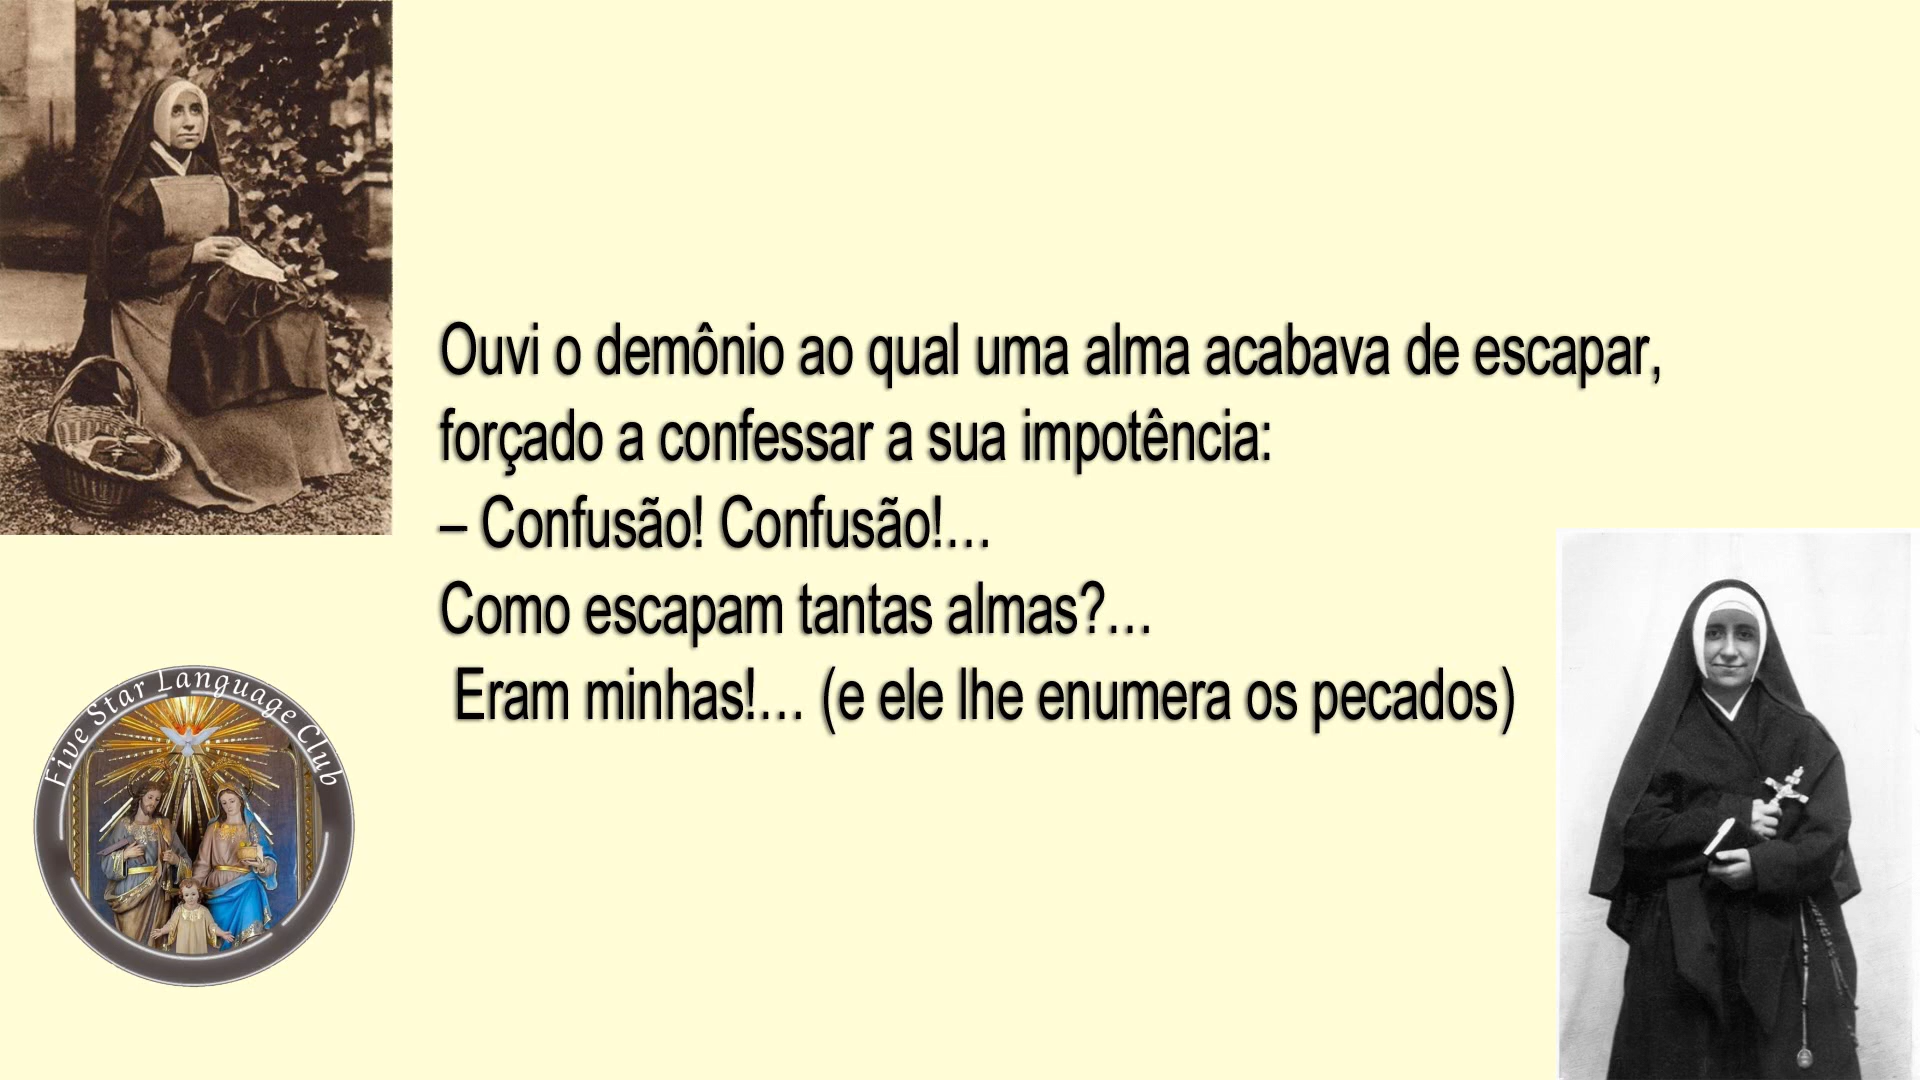 Ouvi o demônio ao qual uma alma acabava de escapar,
forçado a confessar a sua impotência:
– Confusão! Confusão!…
Como escapam tantas almas?…
Eram minhas!… (e ele lhe enumera os pecados)
Five Star Language Club